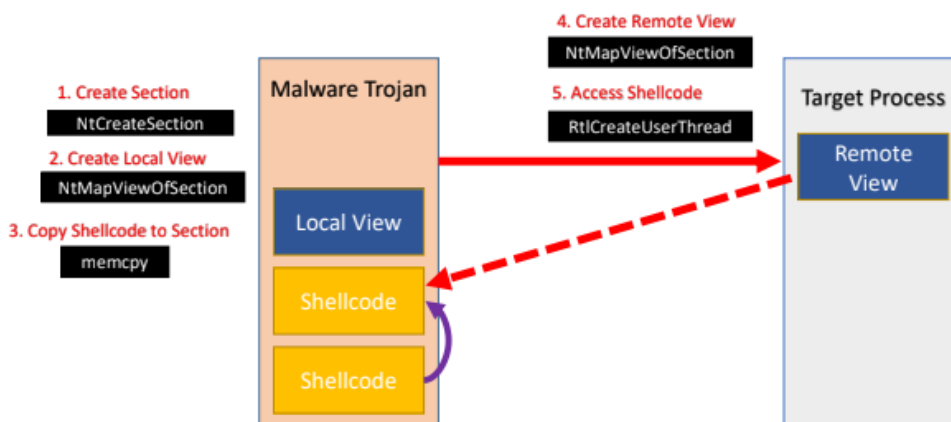 4. Create Remote View
NtMapViewOfSection
5. Access Shellcode
RtlCreateUserThread
1. Create Section
NtCreateSection
2. Create Local View
NtMapViewOfSection
3. Copy Shellcode to Section
memcpy
Malware Trojan
Local View
Shellcode
Shellcode
Target Process
Remote
View